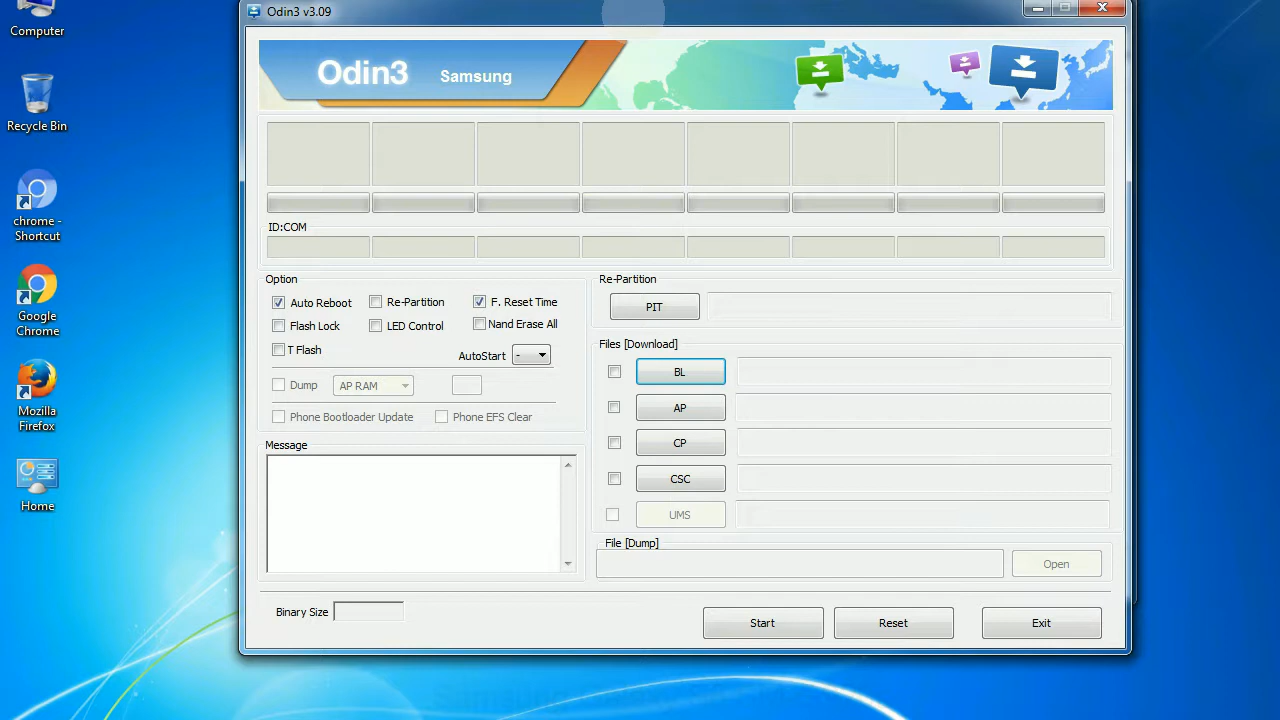 Computer
Recycle Bin
chrome -
Shortcut
Google
Chrome
Mozilla
Firefox
Home
Odin3 v3.09
Odin3 Samsung
ID:COM
Option
Auto Reboot Re-Partition F. Reset Time
Flash Lock LED Control Nand Erase All
T Flash AutoStart -
Dump AP RAM
Phone Bootloader Update Phone EFS Clear
Message
Re-Partition
PIT
Files [Download]
BL
AP
CP
CSC
UMS
File [Dump]
Open
Binary Size
Start Reset Exit